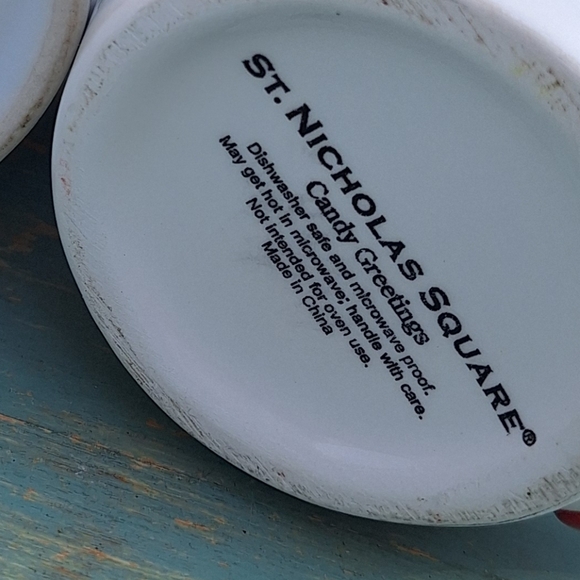 ST. NICHOLAS SQUARE®
Candy Greetings
Dishwasher safe and microwave proof.
May get hot in microwave; handle with care.
Not intended for oven use.
Made in China